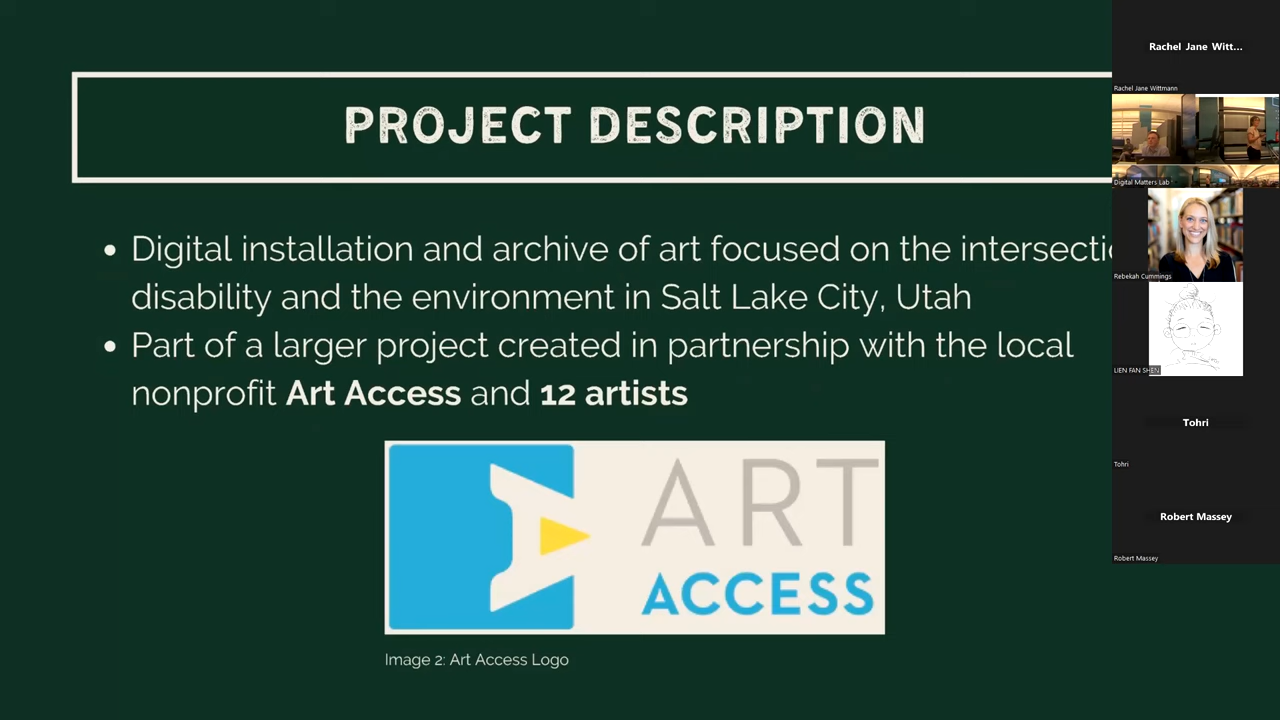 PROJECT DESCRIPTION
Digital installation and archive of art focused on the intersectio
disability and the environment in Salt Lake City, Utah
Part of a larger project created in partnership with the local
nonprofit Art Access and 12 artists
ART
ACCESS
Image 2: Art Access Logo
Rachel Jane Witt...
Rachel Jane Wittmann
Digital Matters Lab
Rebekah Cummings
LIEN FAN SHEN
Tohri
Tohri
Robert Massey
Robert Massey